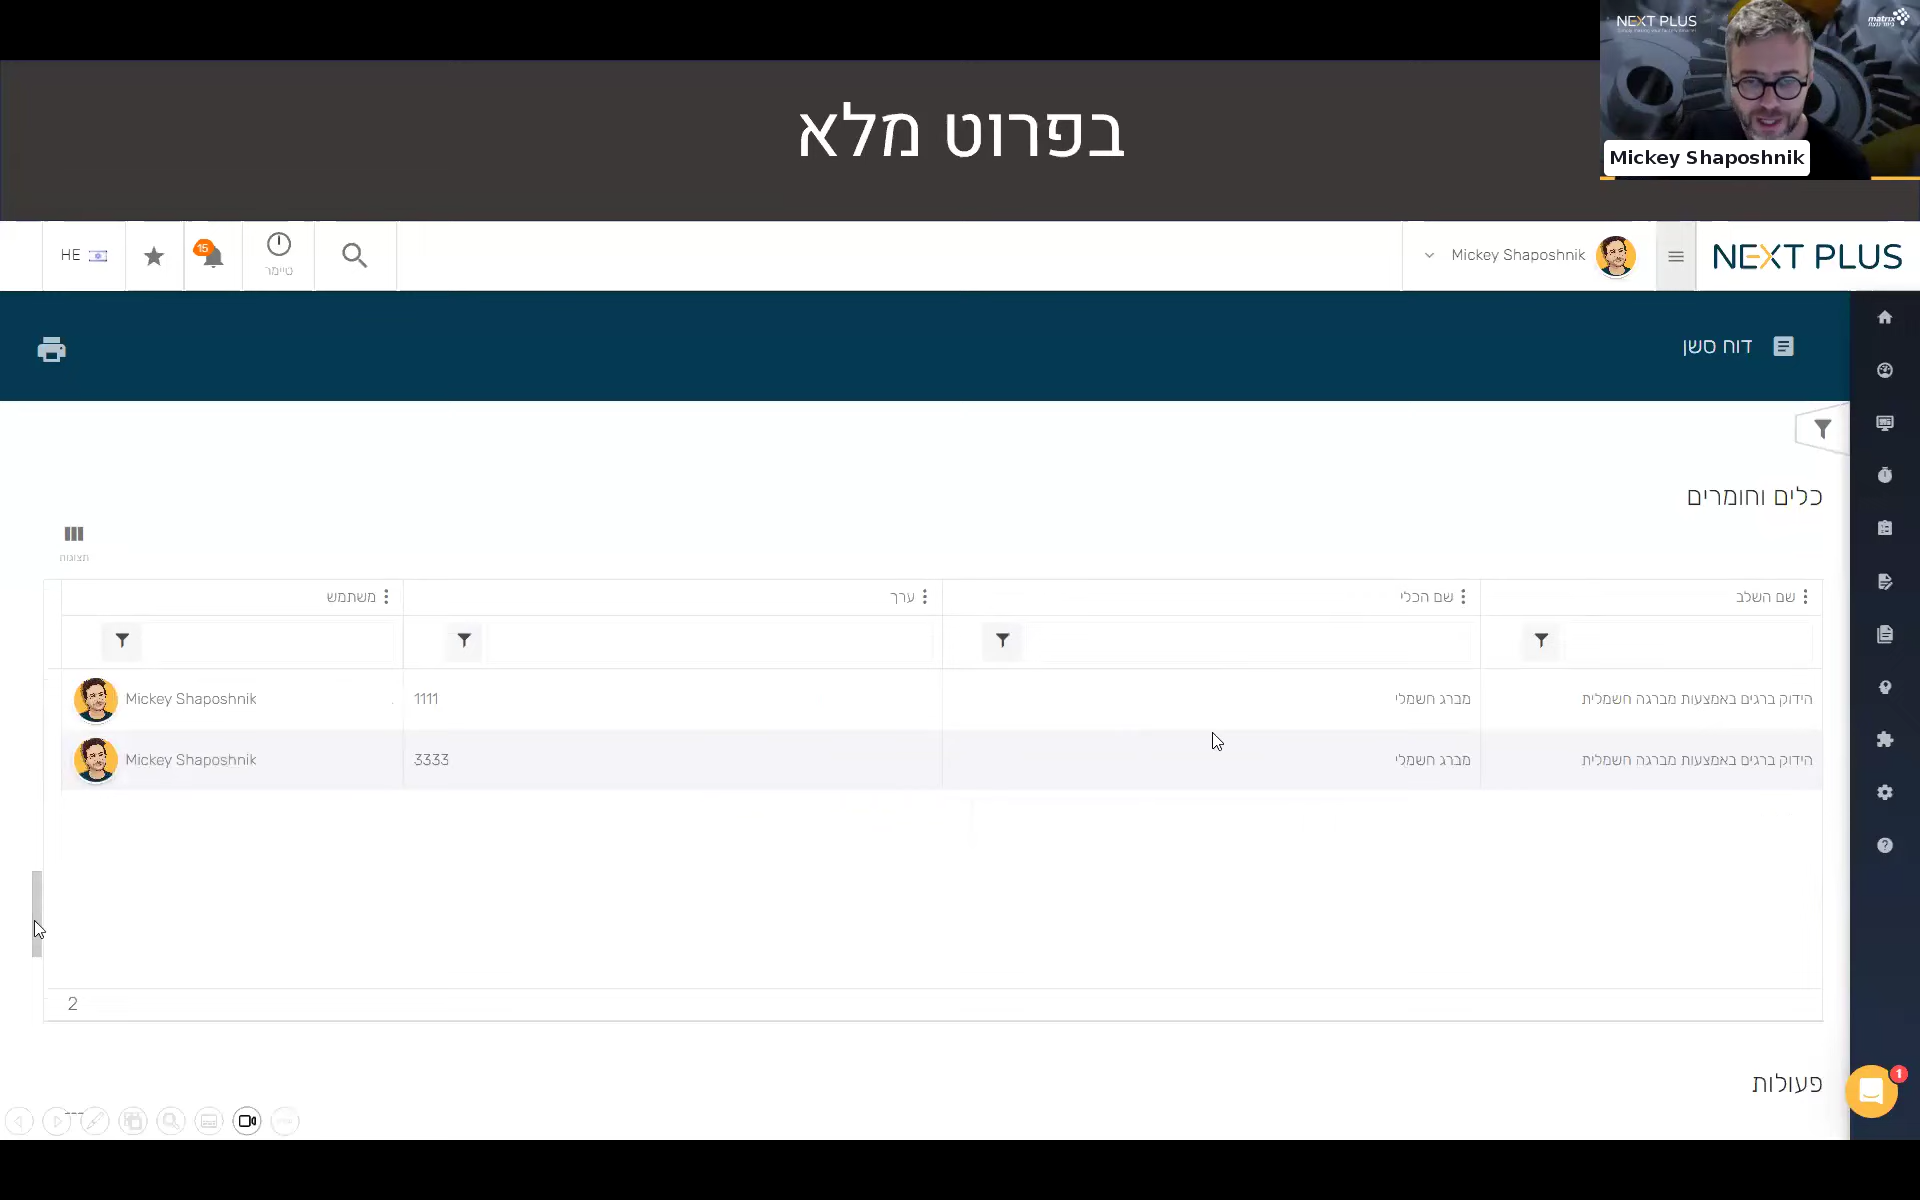 NEXT PLUS
matrix
בפרוט מלא
Mickey Shaposhnik
NEXT PLUS
Mickey Shaposhnik
טיימר
15
HE
דוח סשן
כלים וחומרים
תצוגה
שם השלב
שם הכלי
ערך
משתמש
הידוק ברגים באמצעות מברגה חשמלית
מברג חשמלי
1111
Mickey Shaposhnik
הידוק ברגים באמצעות מברגה חשמלית
מברג חשמלי
3333
Mickey Shaposhnik
2
פעולות
1